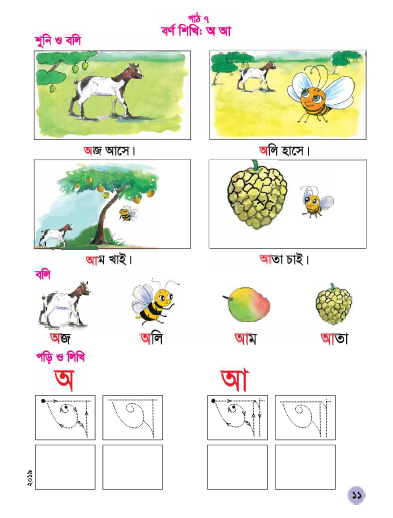 পাঠ ৭
বর্ণ শিখি: অ আ
শুনি ও বলি
অজ আসে।
অলি হাসে।
আম খাই।
আতা চাই।
বলি
অজ
অলি
আম
আতা
পড়ি ও লিখি
অ
আ
২০১৯
১১